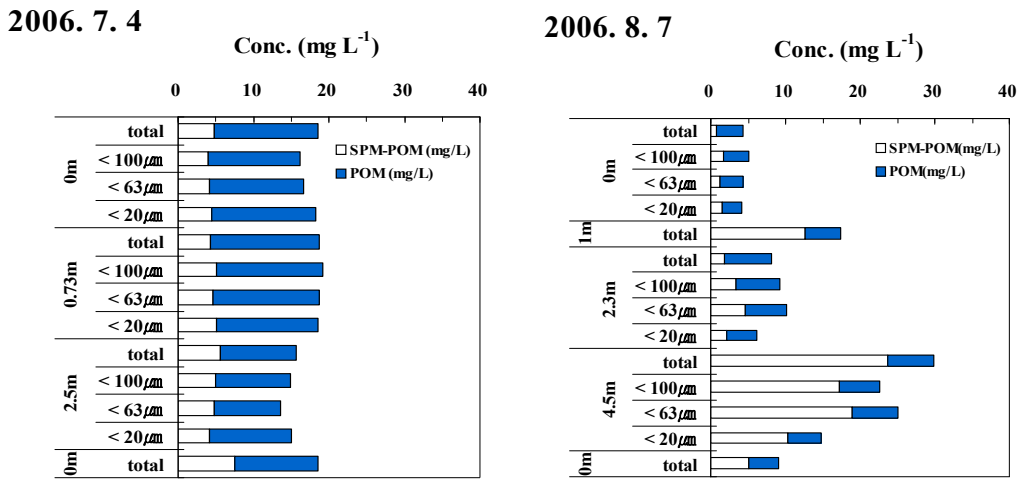 2006. 7. 4
Conc. (mg L-1)
0 10 20 30 40
SPM-POM (mg/L)
POM (mg/L)
0m
total
< 100㎛
< 63㎛
< 20㎛
0.73m
total
< 100㎛
< 63㎛
< 20㎛
2.5m
total
< 100㎛
< 63㎛
< 20㎛
0m
total
2006. 8. 7
Conc. (mg L-1)
0 10 20 30 40
SPM-POM(mg/L)
POM(mg/L)
0m
total
< 100㎛
< 63㎛
< 20㎛
1m
total
2.3m
total
< 100㎛
< 63㎛
< 20㎛
4.5m
total
< 100㎛
< 63㎛
< 20㎛
0m
total